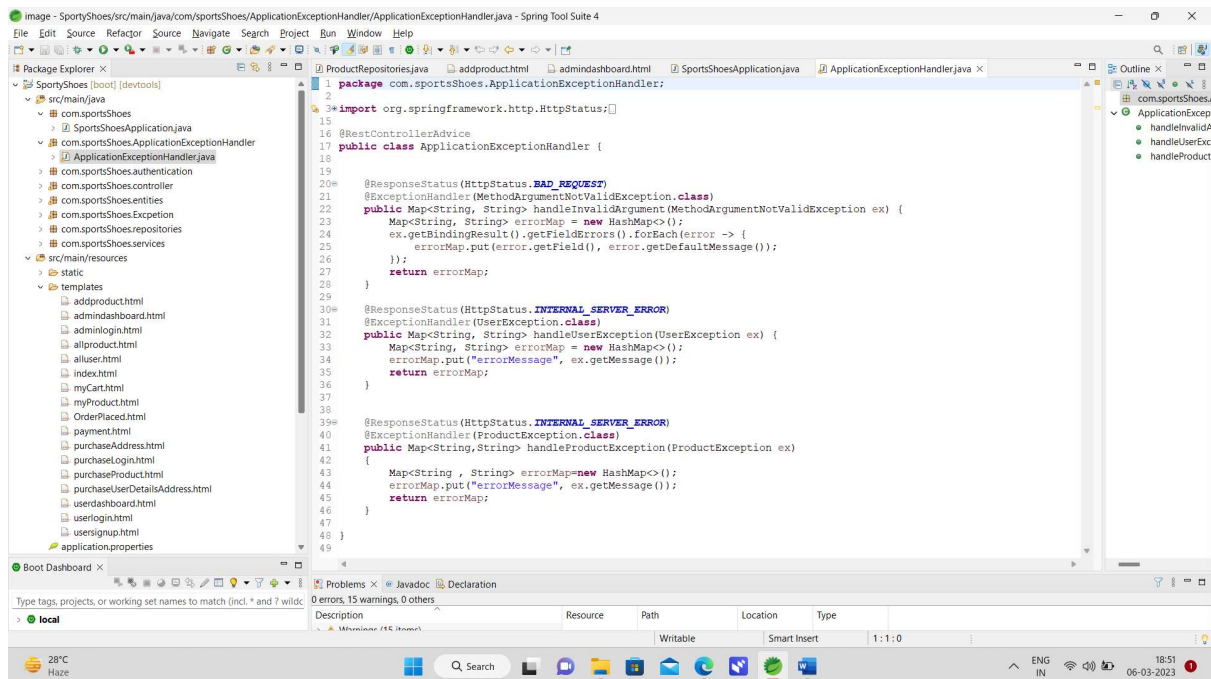 image - SportyShoes/src/main/java/com/sportsShoes/ApplicationExceptionHandler/ApplicationExceptionHandler.java - Spring Tool Suite 4
File Edit Source Refactor Source Navigate Search Project Run Window Help
Package Explorer
SportyShoes [boot] [devtools]
src/main/java
com.sportsShoes
SportsShoesApplication.java
com.sportsShoes.ApplicationExceptionHandler
ApplicationExceptionHandler.java
com.sportsShoes.authentication
com.sportsShoes.controller
com.sportsShoes.entities
com.sportsShoes.Excpetion
com.sportsShoes.repositories
com.sportsShoes.services
src/main/resources
static
templates
addproduct.html
admindashboard.html
adminlogin.html
allproduct.html
alluser.html
index.html
myCart.html
myProduct.html
OrderPlaced.html
payment.html
purchaseAddress.html
purchaseLogin.html
purchaseProduct.html
purchaseUserDetailsAddress.html
userdashboard.html
userlogin.html
usersignup.html
application.properties
Boot Dashboard
Type tags, projects, or working set names to match (incl. * and ? wildc
local
ProductRepositories.java addproduct.html admindashboard.html SportsShoesApplication.java ApplicationExceptionHandler.java
1 package com.sportsShoes.ApplicationExceptionHandler;
2
3 import org.springframework.http.HttpStatus;
15
16 @RestControllerAdvice
17 public class ApplicationExceptionHandler {
18
19
20 @ResponseStatus(HttpStatus.BAD_REQUEST)
21 @ExceptionHandler(MethodArgumentNotValidException.class)
22 public Map<String, String> handleInvalidArgument(MethodArgumentNotValidException ex) {
23 Map<String, String> errorMap = new HashMap<>();
24 ex.getBindingResult().getFieldErrors().forEach(error -> {
25 errorMap.put(error.getField(), error.getDefaultMessage());
26 });
27 return errorMap;
28 }
29
30 @ResponseStatus(HttpStatus.INTERNAL_SERVER_ERROR)
31 @ExceptionHandler(UserException.class)
32 public Map<String, String> handleUserException(UserException ex) {
33 Map<String, String> errorMap = new HashMap<>();
34 errorMap.put("errorMessage", ex.getMessage());
35 return errorMap;
36 }
37
38
39 @ResponseStatus(HttpStatus.INTERNAL_SERVER_ERROR)
40 @ExceptionHandler(ProductException.class)
41 public Map<String,String> handleProductException(ProductException ex)
42 {
43 Map<String , String> errorMap=new HashMap<>();
44 errorMap.put("errorMessage", ex.getMessage());
45 return errorMap;
46 }
47
48 }
49
Outline
com.sportsShoes.
ApplicationExcep
handleInvalidA
handleUserExc
handleProduct
Problems Javadoc Declaration
0 errors, 15 warnings, 0 others
Description Resource Path Location Type
Warnings (15 items)
Writable Smart Insert 1 : 1 : 0
28°C
Haze
Search
ENG
IN
18:51
06-03-2023
1